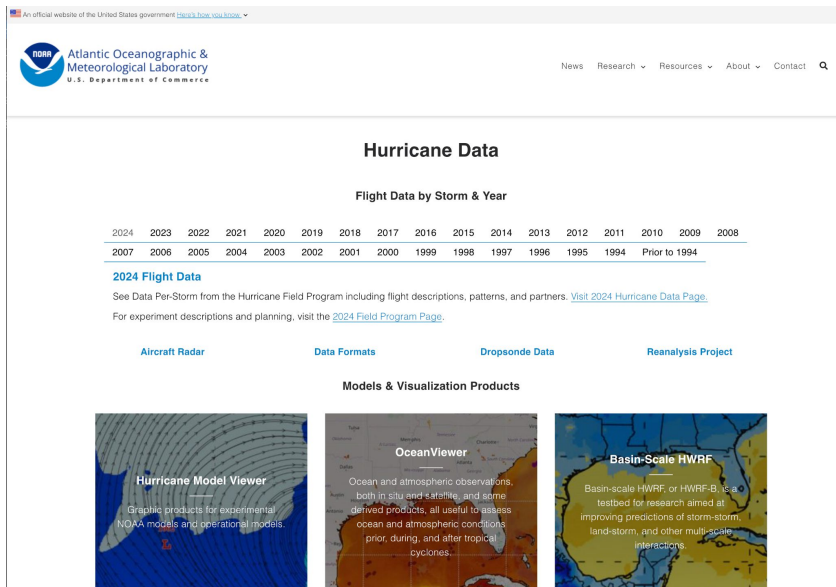 An official website of the United States government Here's how you know
NOAA
Atlantic Oceanographic &
Meteorological Laboratory
U.S. Department of Commerce
News Research Resources About Contact
Hurricane Data
Flight Data by Storm & Year
2024 2023 2022 2021 2020 2019 2018 2017 2016 2015 2014 2013 2012 2011 2010 2009 2008
2007 2006 2005 2004 2003 2002 2001 2000 1999 1998 1997 1996 1995 1994 Prior to 1994
2024 Flight Data
See Data Per-Storm from the Hurricane Field Program including flight descriptions, patterns, and partners. Visit 2024 Hurricane Data Page.
For experiment descriptions and planning, visit the 2024 Field Program Page.
Aircraft Radar Data Formats Dropsonde Data Reanalysis Project
Models & Visualization Products
Hurricane Model Viewer
Graphic products for experimental
NOAA models and operational models.
OceanViewer
Ocean and atmospheric observations,
both in situ and satellite, and some
derived products, all useful to assess
ocean and atmospheric conditions
prior, during, and after tropical
cyclones.
Basin-Scale HWRF
Basin-scale HWRF, or HWRF-B, is a
testbed for research aimed at
improving predictions of storm-storm,
land-storm, and other multi-scale
interactions.